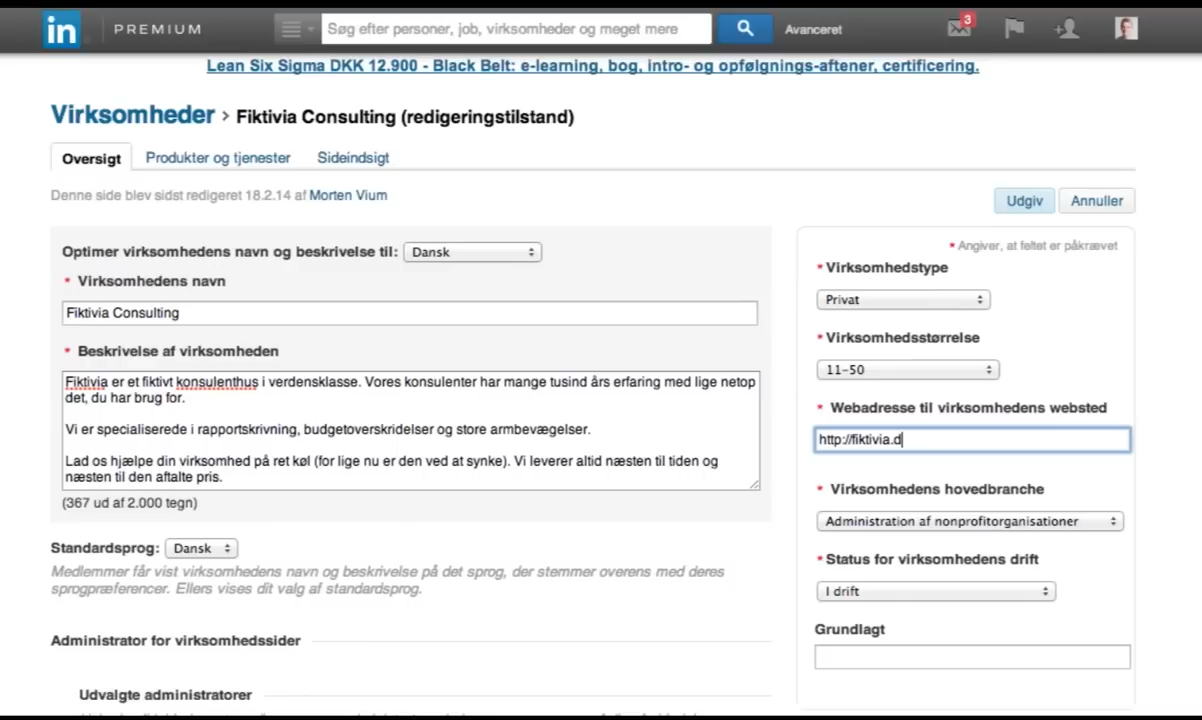 in PREMIUM Søg efter personer, job, virksomheder og meget mere Avanceret 3
Lean Six Sigma DKK 12.900 - Black Belt: e-learning, bog, intro- og opfølgnings-aftener, certificering.
Virksomheder › Fiktivia Consulting (redigeringstilstand)
Oversigt Produkter og tjenester Sideindsigt
Denne side blev sidst redigeret 18.2.14 af Morten Vium
Udgiv Annuller
Optimer virksomhedens navn og beskrivelse til: Dansk
* Virksomhedens navn
Fiktivia Consulting
* Beskrivelse af virksomheden
Fiktivia er et fiktivt konsulenthus i verdensklasse. Vores konsulenter har mange tusind års erfaring med lige netop
det, du har brug for.
Vi er specialiserede i rapportskrivning, budgetoverskridelser og store armbevægelser.
Lad os hjælpe din virksomhed på ret køl (for lige nu er den ved at synke). Vi leverer altid næsten til tiden og
næsten til den aftalte pris.
(367 ud af 2.000 tegn)
Standardsprog: Dansk
Medlemmer får vist virksomhedens navn og beskrivelse på det sprog, der stemmer overens med deres
sprogpræferencer. Ellers vises dit valg af standardsprog.
Administrator for virksomhedssider
Udvalgte administratorer
* Angiver, at feltet er påkrævet
* Virksomhedstype
Privat
* Virksomhedsstørrelse
11-50
* Webadresse til virksomhedens websted
http://fiktivia.d
* Virksomhedens hovedbranche
Administration af nonprofitorganisationer
* Status for virksomhedens drift
I drift
Grundlagt